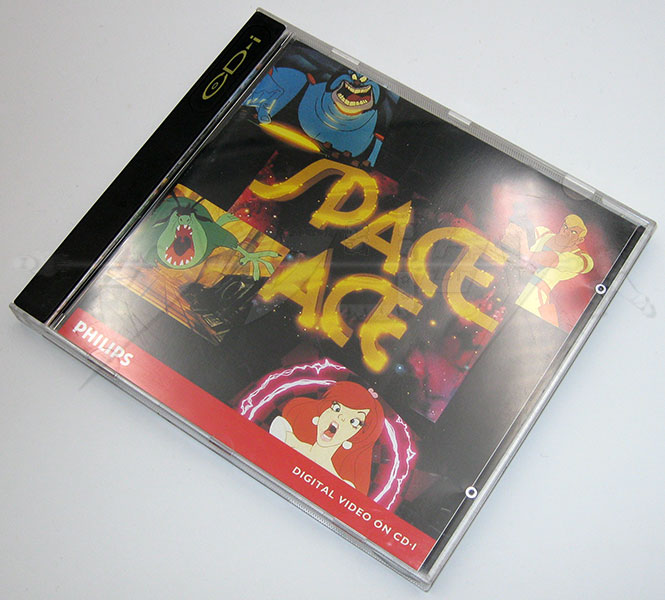 CD-i
SPACE
ACE
PHILIPS
DIGITAL VIDEO ON CD-I